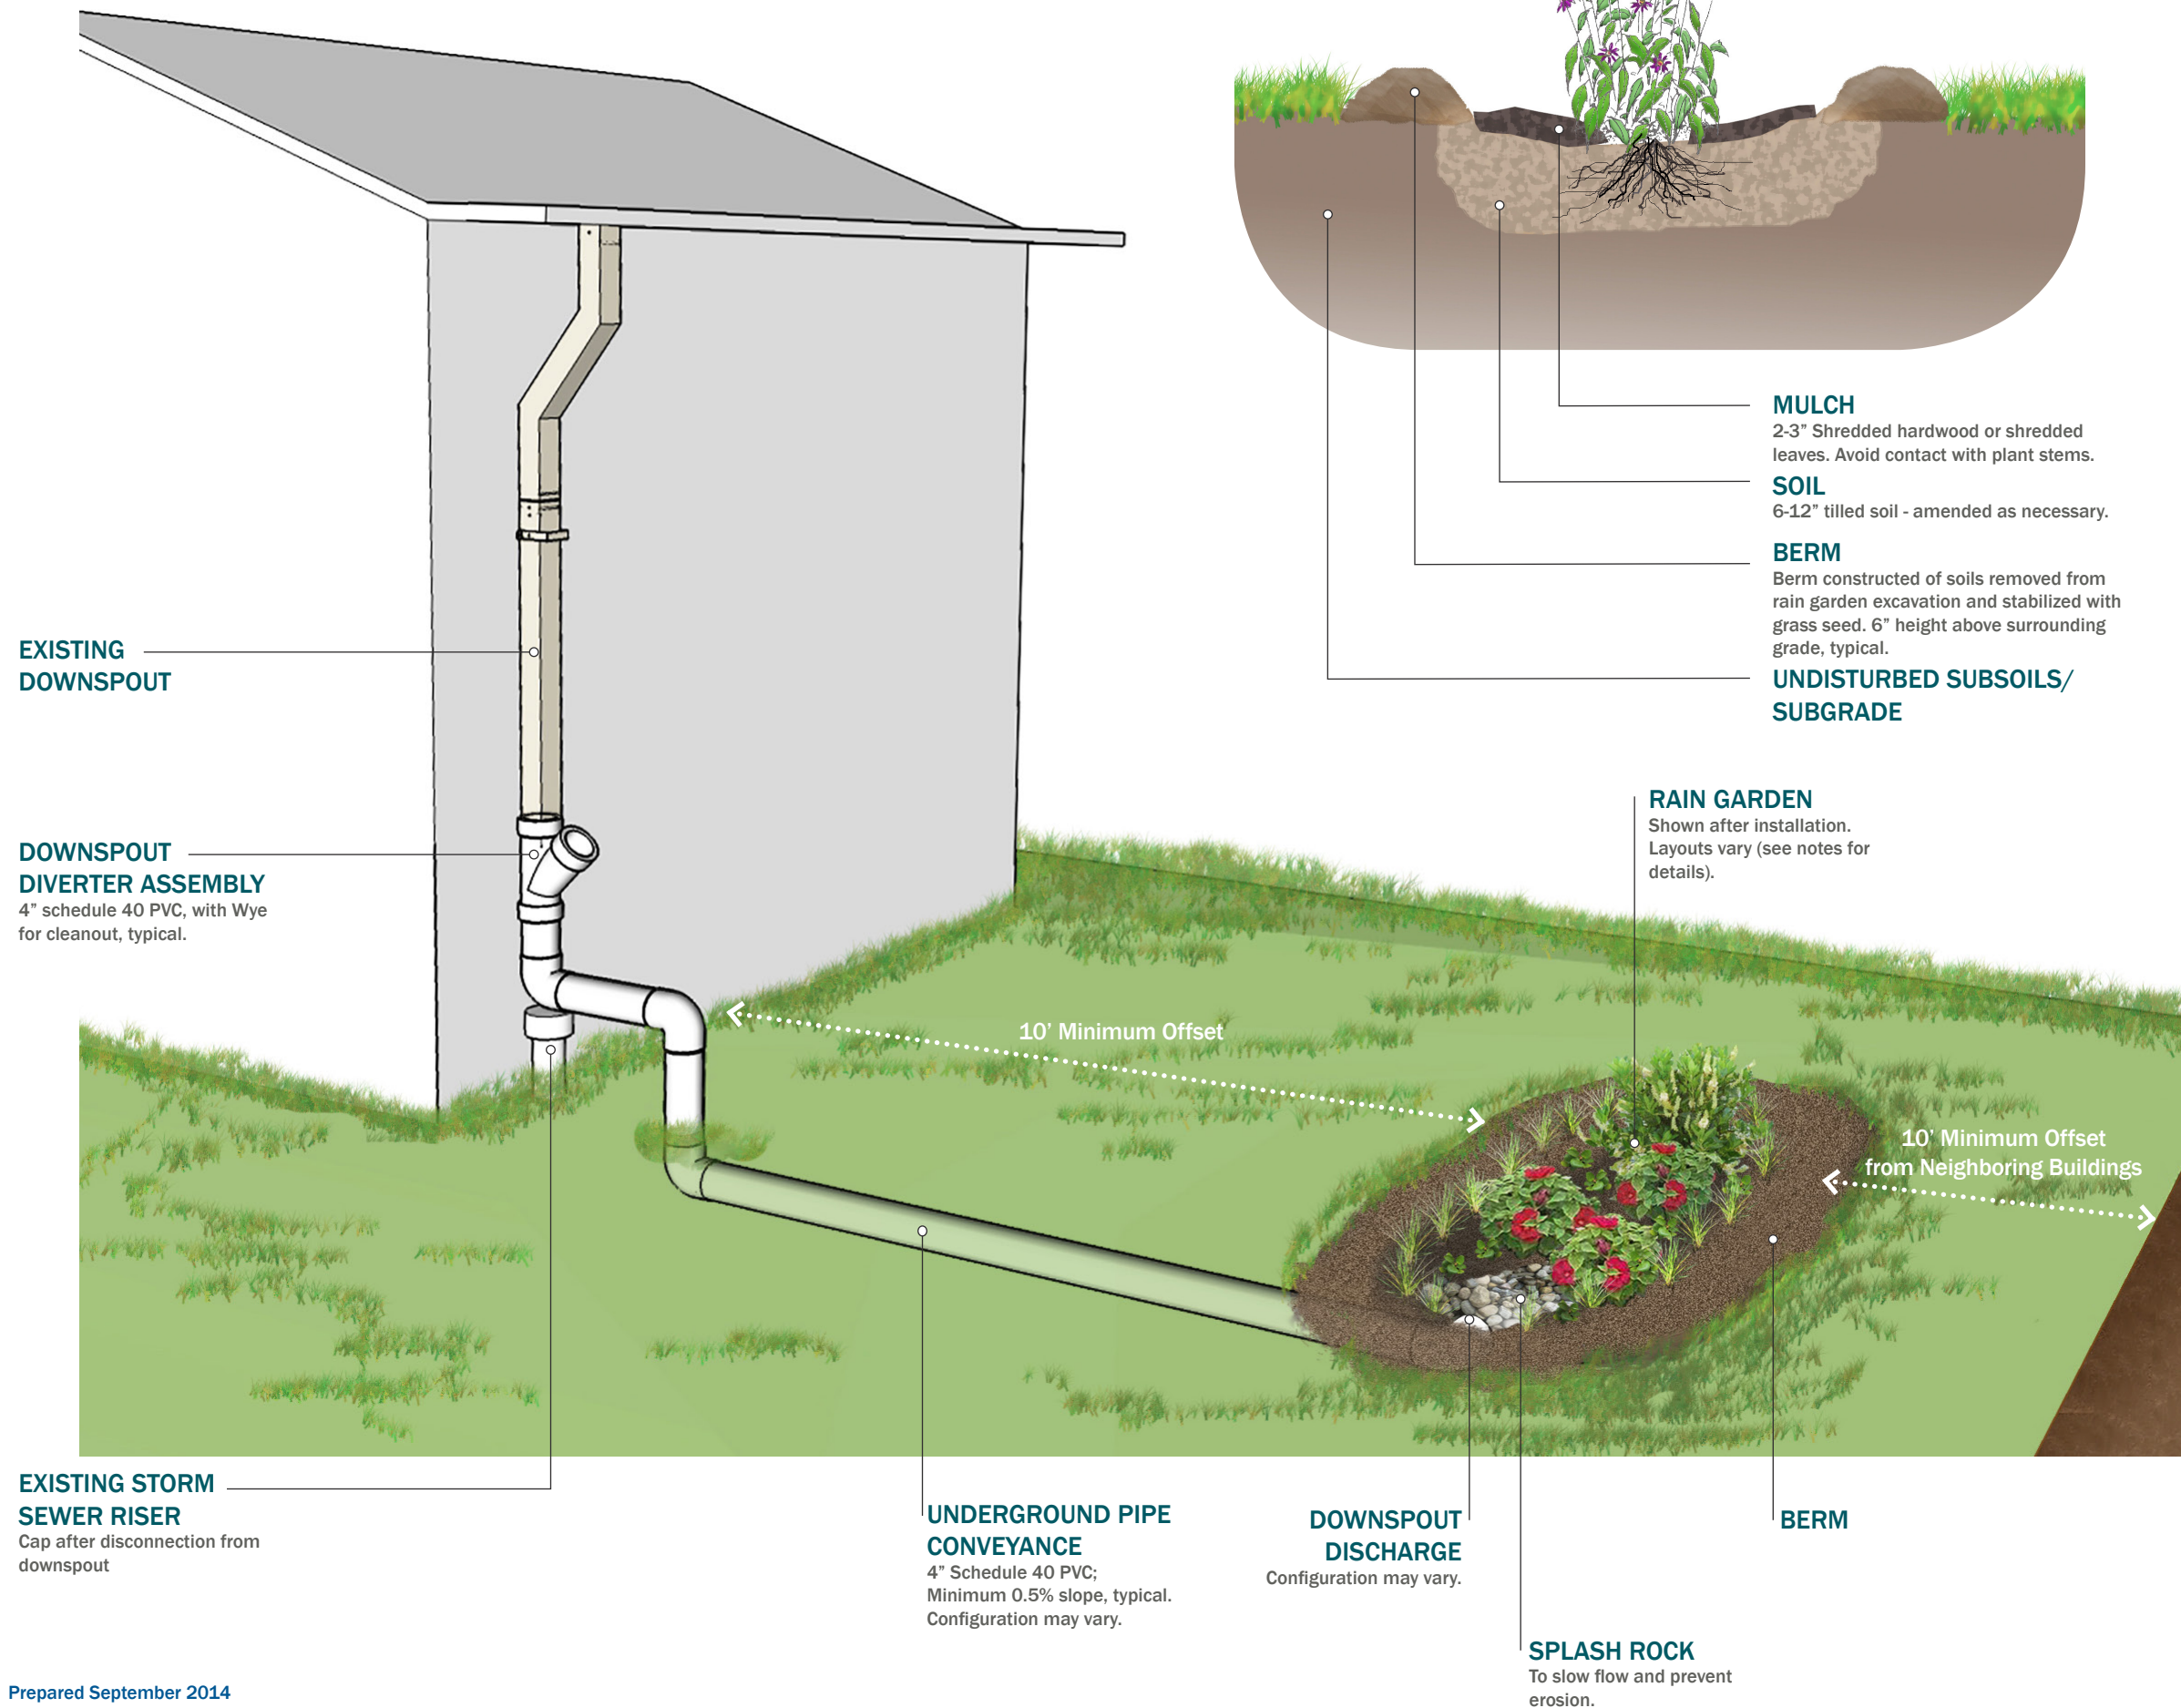 MULCH
2-3” Shredded hardwood or shredded
leaves. Avoid contact with plant stems.
SOIL
6-12” tilled soil - amended as necessary.
BERM
Berm constructed of soils removed from
rain garden excavation and stabilized with
grass seed. 6” height above surrounding
grade, typical.
UNDISTURBED SUBSOILS/
SUBGRADE
EXISTING
DOWNSPOUT
DOWNSPOUT
DIVERTER ASSEMBLY
4” schedule 40 PVC, with Wye
for cleanout, typical.
RAIN GARDEN
Shown after installation.
Layouts vary (see notes for
details).
10’ Minimum Offset
10’ Minimum Offset
from Neighboring Buildings
EXISTING STORM
SEWER RISER
Cap after disconnection from
downspout
UNDERGROUND PIPE
CONVEYANCE
4” Schedule 40 PVC;
Minimum 0.5% slope, typical.
Configuration may vary.
DOWNSPOUT
DISCHARGE
Configuration may vary.
BERM
SPLASH ROCK
To slow flow and prevent
erosion.
Prepared September 2014